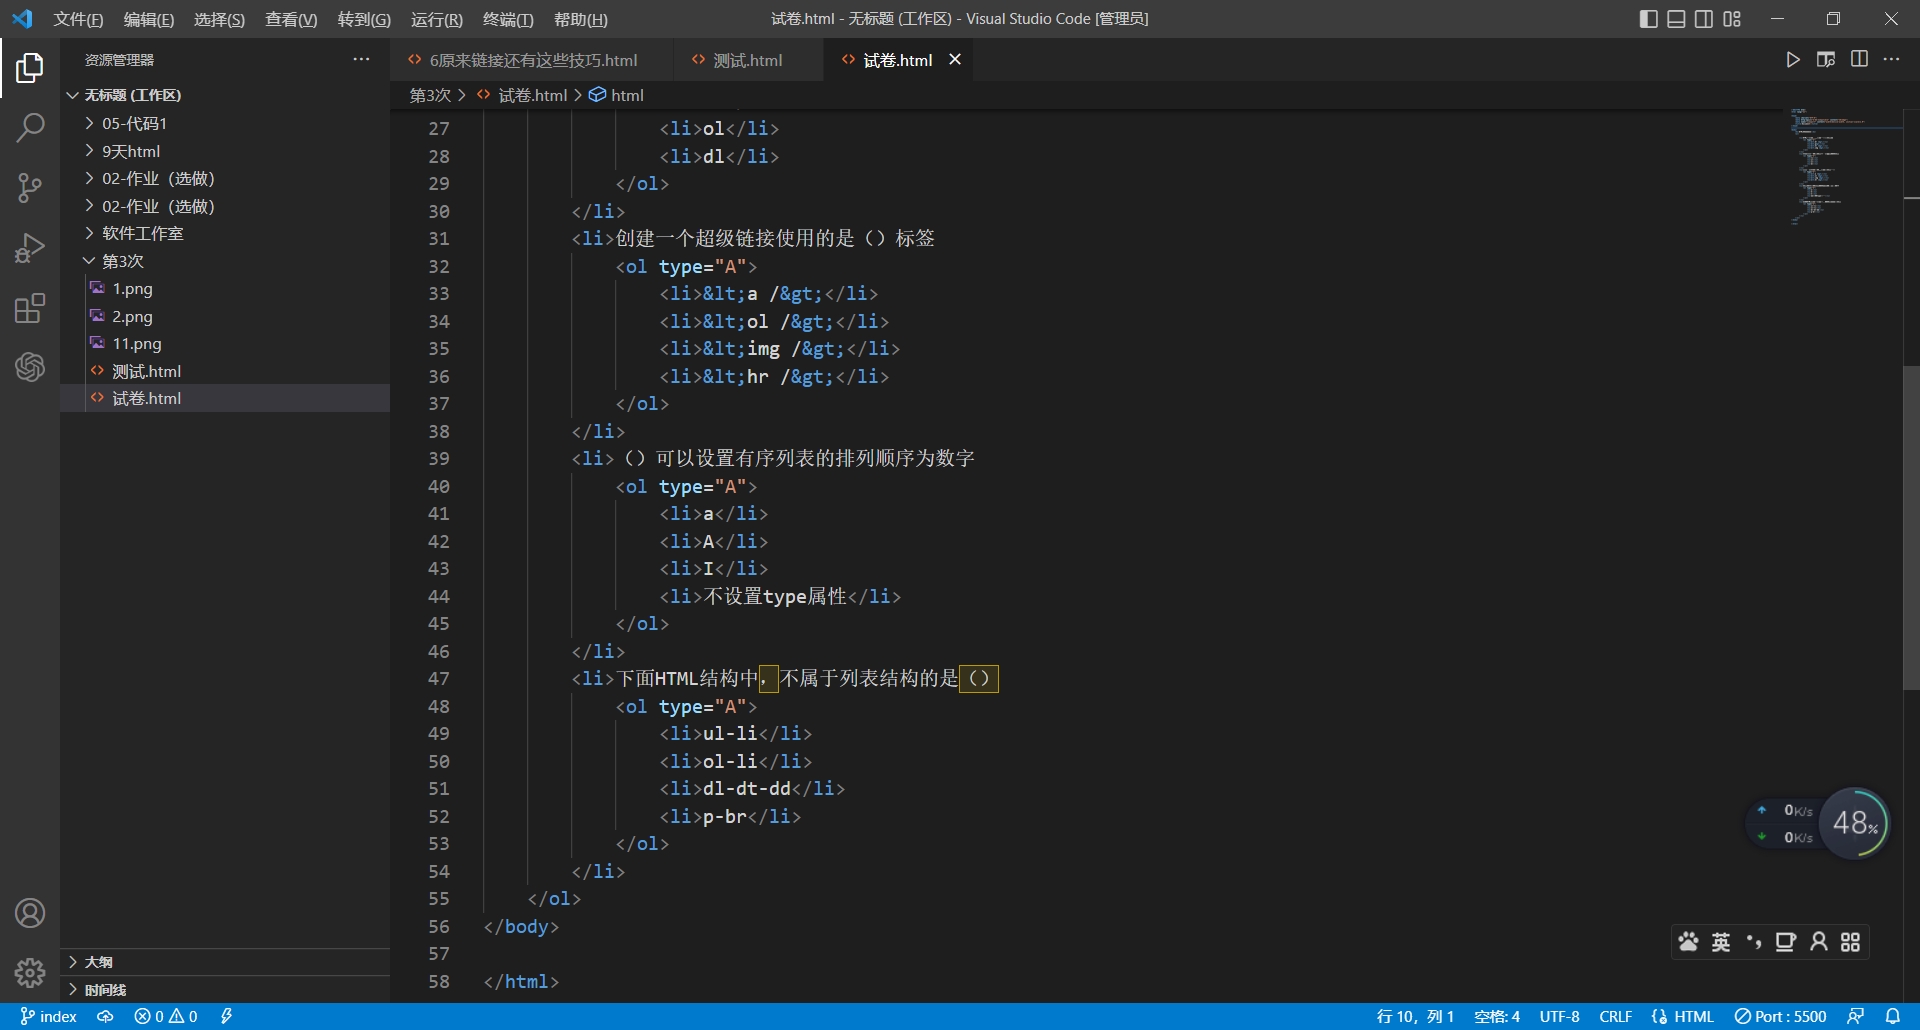 文件(F) 编辑(E) 选择(S) 查看(V) 转到(G) 运行(R) 终端(T) 帮助(H) 试卷.html - 无标题 (工作区) - Visual Studio Code [管理员]
资源管理器
6原来链接还有这些技巧.html 测试.html 试卷.html
第3次 > 试卷.html > html
无标题 (工作区)
05-代码1
9天html
02-作业（选做）
02-作业（选做）
软件工作室
第3次
1.png
2.png
11.png
测试.html
试卷.html
大纲
时间线
27 <li>ol</li>
28 <li>dl</li>
29 </ol>
30 </li>
31 <li>创建一个超级链接使用的是（）标签
32 <ol type="A">
33 <li>&lt;a /&gt;</li>
34 <li>&lt;ol /&gt;</li>
35 <li>&lt;img /&gt;</li>
36 <li>&lt;hr /&gt;</li>
37 </ol>
38 </li>
39 <li>（）可以设置有序列表的排列顺序为数字
40 <ol type="A">
41 <li>a</li>
42 <li>A</li>
43 <li>I</li>
44 <li>不设置type属性</li>
45 </ol>
46 </li>
47 <li>下面HTML结构中，不属于列表结构的是（）
48 <ol type="A">
49 <li>ul-li</li>
50 <li>ol-li</li>
51 <li>dl-dt-dd</li>
52 <li>p-br</li>
53 </ol>
54 </li>
55 </ol>
56 </body>
57
58 </html>
0K/s
0K/s
48%
英
index 0 0 行 10，列 1 空格: 4 UTF-8 CRLF HTML Port : 5500